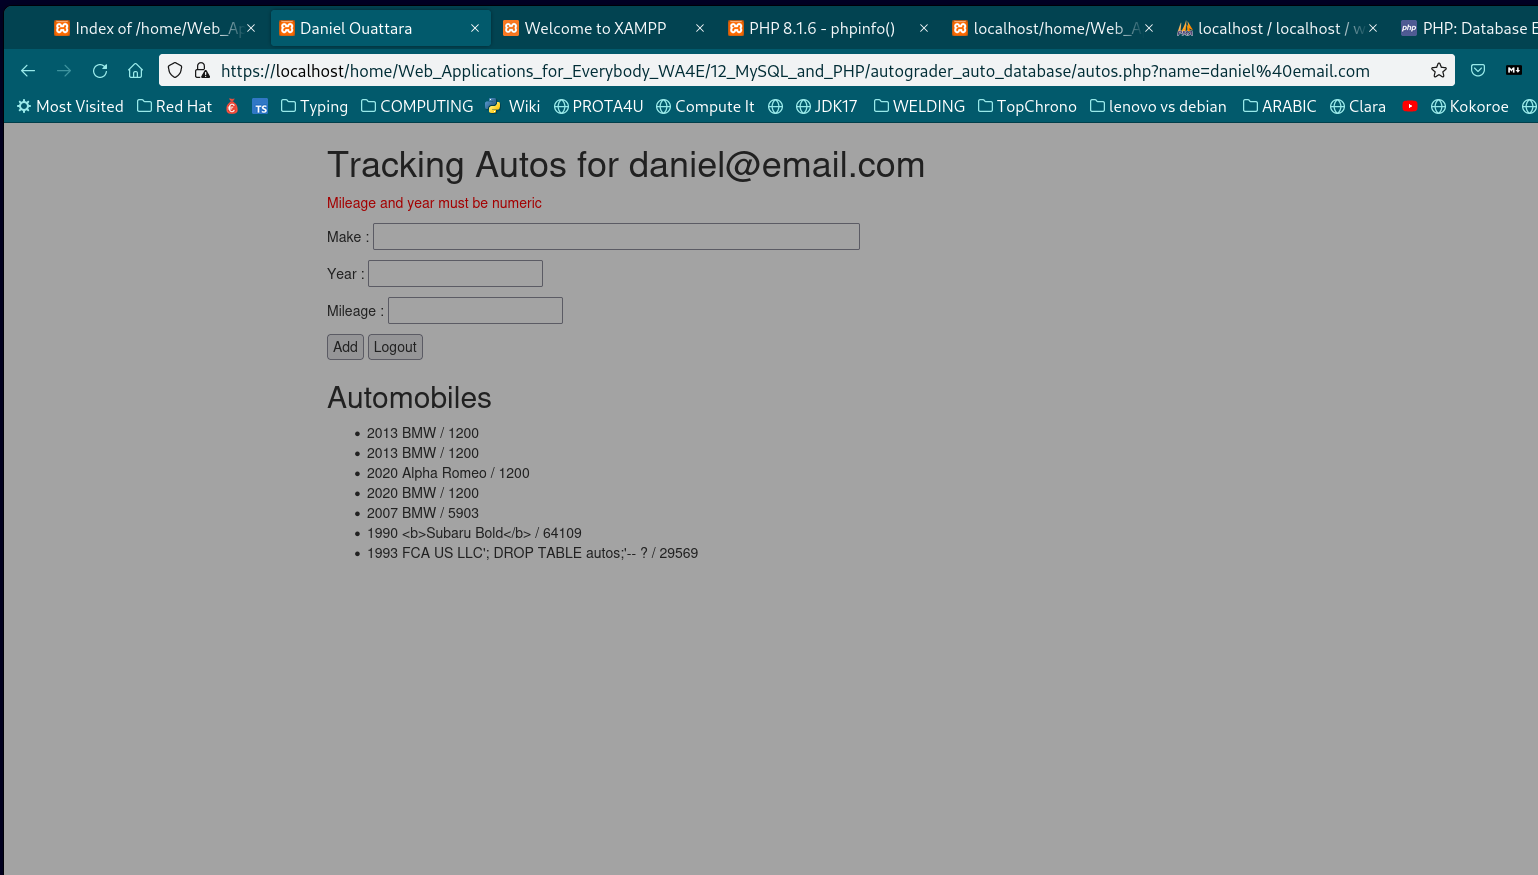 Index of /home/Web_Ap
Daniel Ouattara
Welcome to XAMPP
PHP 8.1.6 - phpinfo()
localhost/home/Web_A
localhost / localhost / w
php PHP: Database E
https://localhost/home/Web_Applications_for_Everybody_WA4E/12_MySQL_and_PHP/autograder_auto_database/autos.php?name=daniel%40email.com
Most Visited Red Hat TS Typing COMPUTING Wiki PROTA4U Compute It JDK17 WELDING TopChrono lenovo vs debian ARABIC Clara Kokoroe
Tracking Autos for daniel@email.com
Mileage and year must be numeric
Make :
Year :
Mileage :
Add Logout
Automobiles
• 2013 BMW / 1200
• 2013 BMW / 1200
• 2020 Alpha Romeo / 1200
• 2020 BMW / 1200
• 2007 BMW / 5903
• 1990 <b>Subaru Bold</b> / 64109
• 1993 FCA US LLC'; DROP TABLE autos;'-- ? / 29569